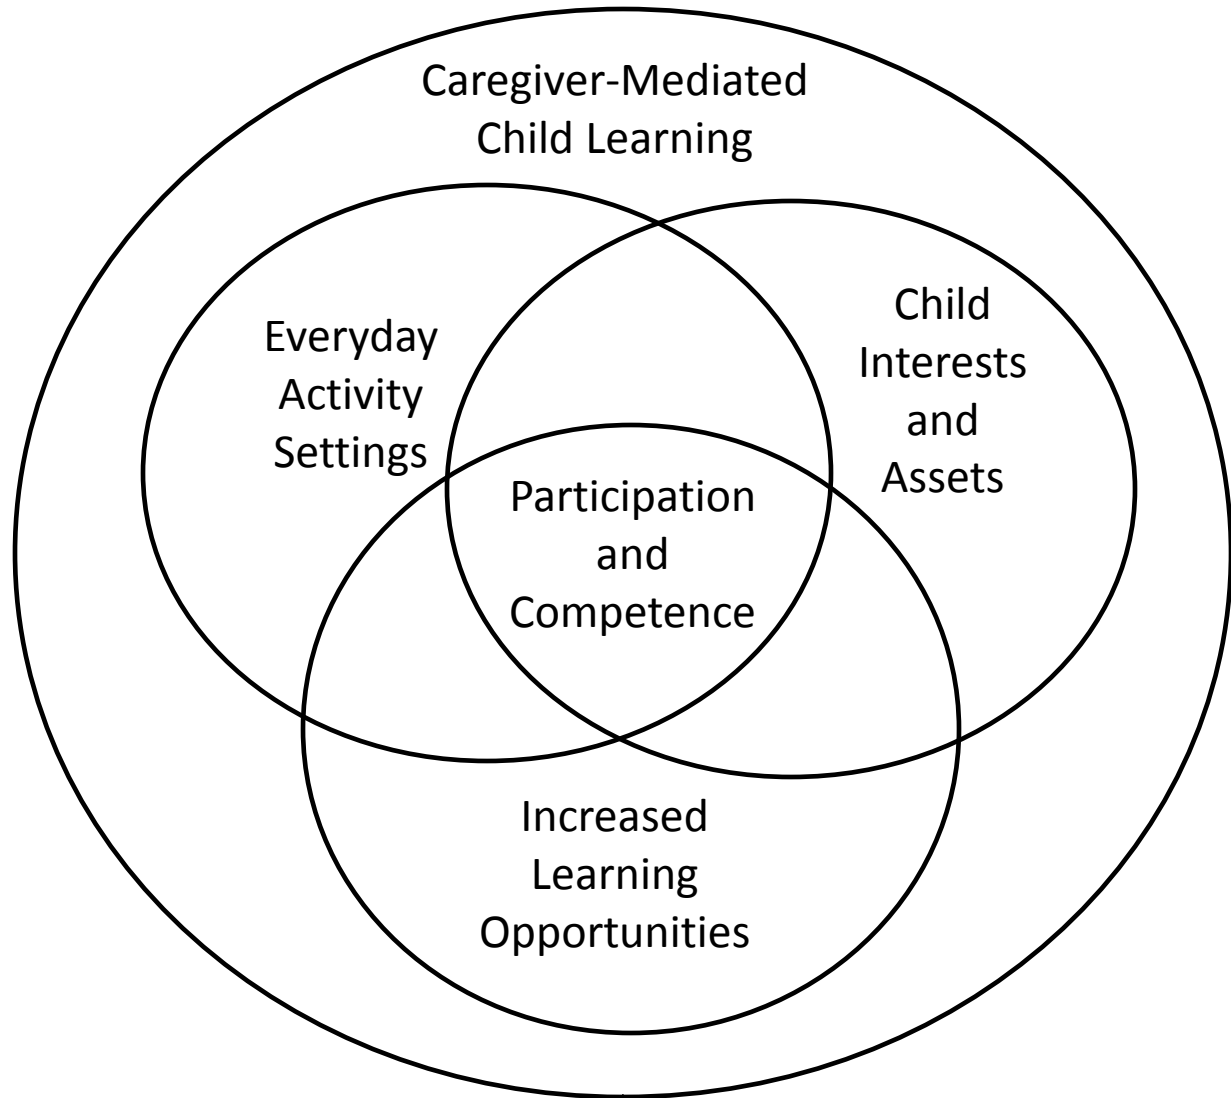 Caregiver-Mediated
Child Learning
Everyday
Activity
Settings
Child
Interests
and
Assets
Participation
and
Competence
Increased
Learning
Opportunities